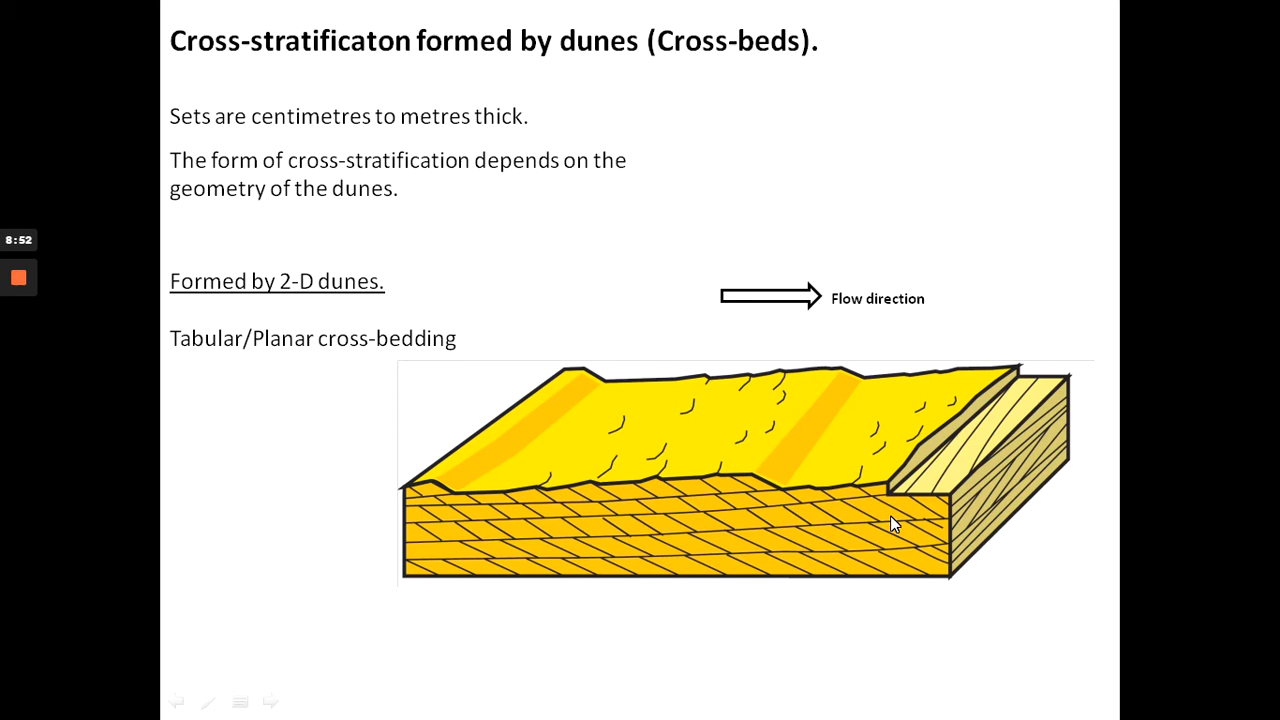 Cross-stratificaton formed by dunes (Cross-beds).
Sets are centimetres to metres thick.
The form of cross-stratification depends on the
geometry of the dunes.
8:52
Formed by 2-D dunes.
Flow direction
Tabular/Planar cross-bedding